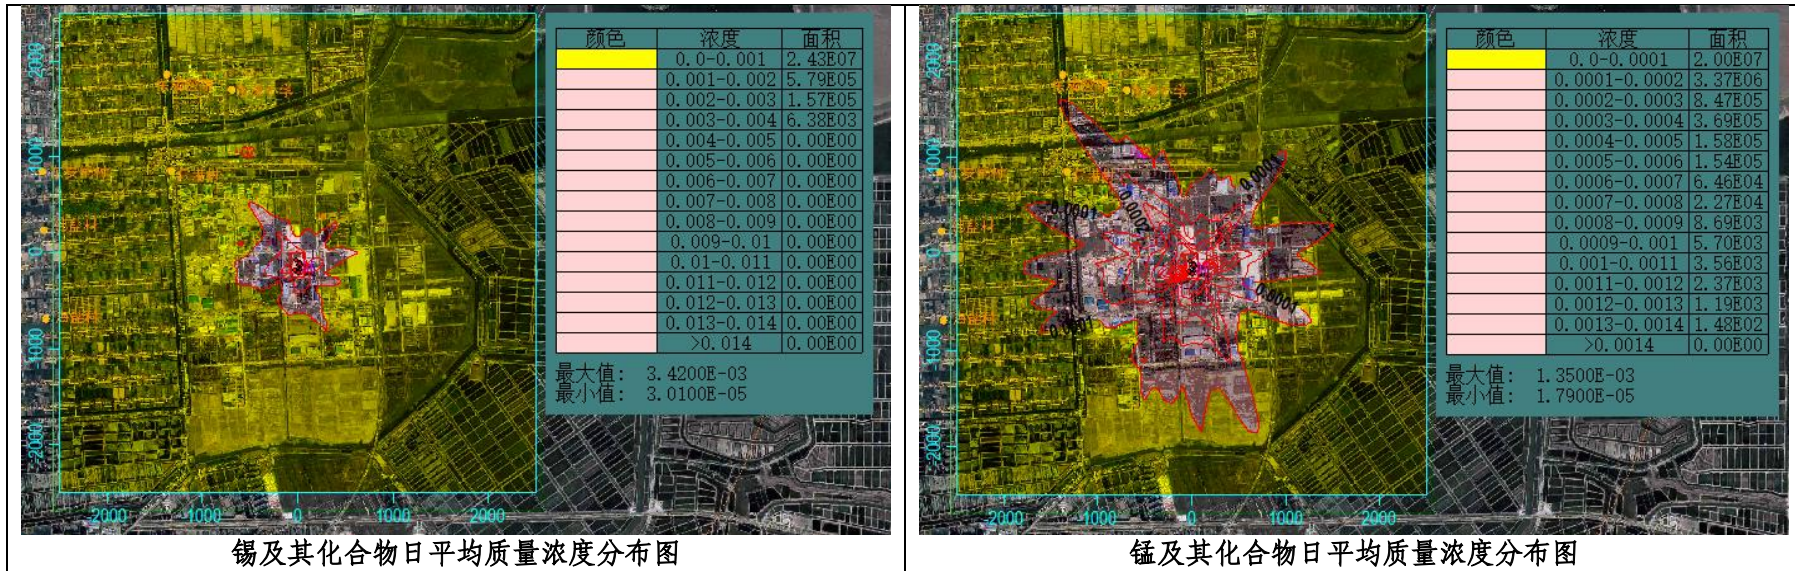 颜色 浓度 面积
0.0-0.001 2.43E07
0.001-0.002 5.79E05
0.002-0.003 1.57E05
0.003-0.004 6.38E03
0.004-0.005 0.00E00
0.005-0.006 0.00E00
0.006-0.007 0.00E00
0.007-0.008 0.00E00
0.008-0.009 0.00E00
0.009-0.01 0.00E00
0.01-0.011 0.00E00
0.011-0.012 0.00E00
0.012-0.013 0.00E00
0.013-0.014 0.00E00
>0.014 0.00E00
最大值: 3.4200E-03
最小值: 3.0100E-05
2000
1000
0
-1000
-2000
-2000 -1000 0 1000 2000
锡及其化合物日平均质量浓度分布图
颜色 浓度 面积
0.0-0.0001 2.00E07
0.0001-0.0002 3.37E06
0.0002-0.0003 8.47E05
0.0003-0.0004 3.69E05
0.0004-0.0005 1.58E05
0.0005-0.0006 1.54E05
0.0006-0.0007 6.46E04
0.0007-0.0008 2.27E04
0.0008-0.0009 8.69E03
0.0009-0.001 5.70E03
0.001-0.0011 3.56E03
0.0011-0.0012 2.37E03
0.0012-0.0013 1.19E03
0.0013-0.0014 1.48E02
>0.0014 0.00E00
最大值: 1.3500E-03
最小值: 1.7900E-05
2000
1000
0
-1000
-2000
0.0001
0.0001
0.0002
0.0001
0.0001
-2000 -1000 0 1000 2000
锰及其化合物日平均质量浓度分布图